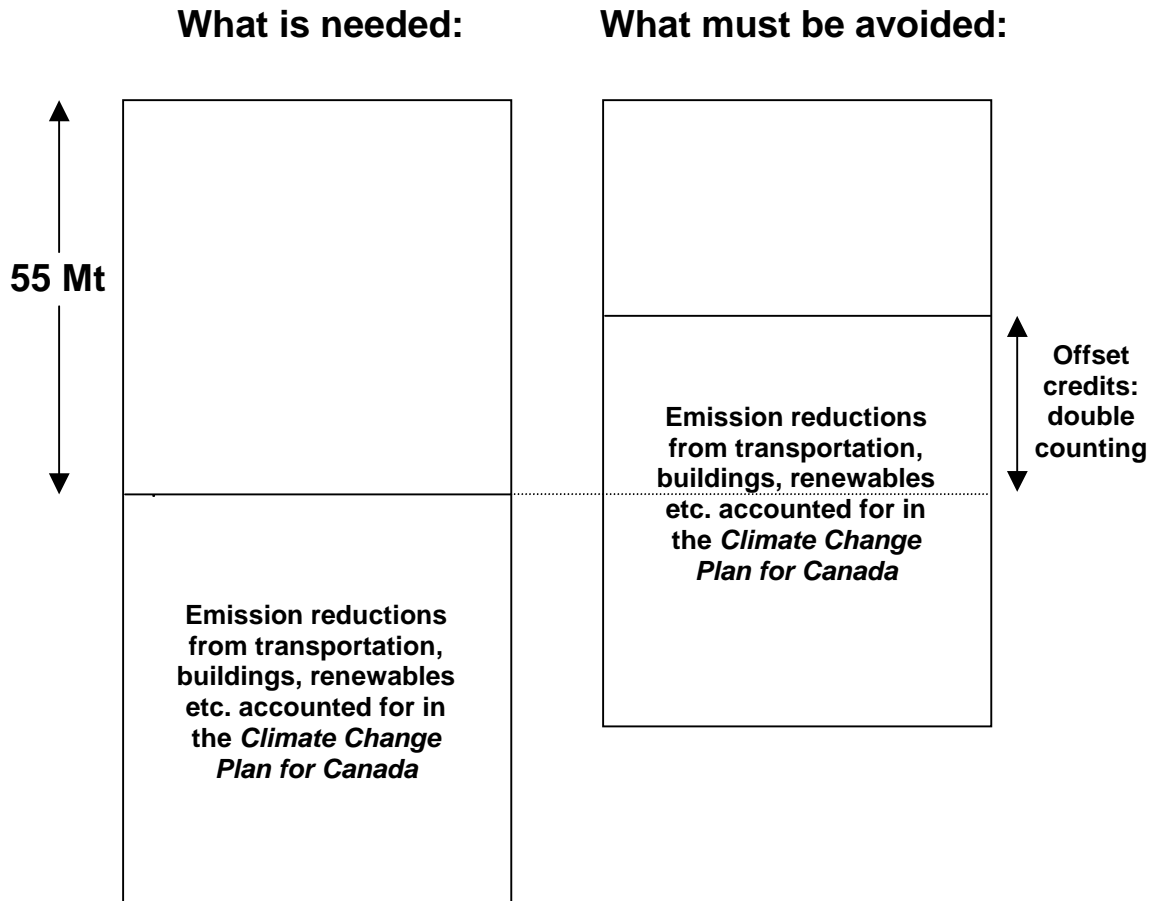 What is needed:
What must be avoided:
55 Mt
Offset
credits:
double
counting
Emission reductions
from transportation,
buildings, renewables
etc. accounted for in
the Climate Change
Plan for Canada
Emission reductions
from transportation,
buildings, renewables
etc. accounted for in
the Climate Change
Plan for Canada